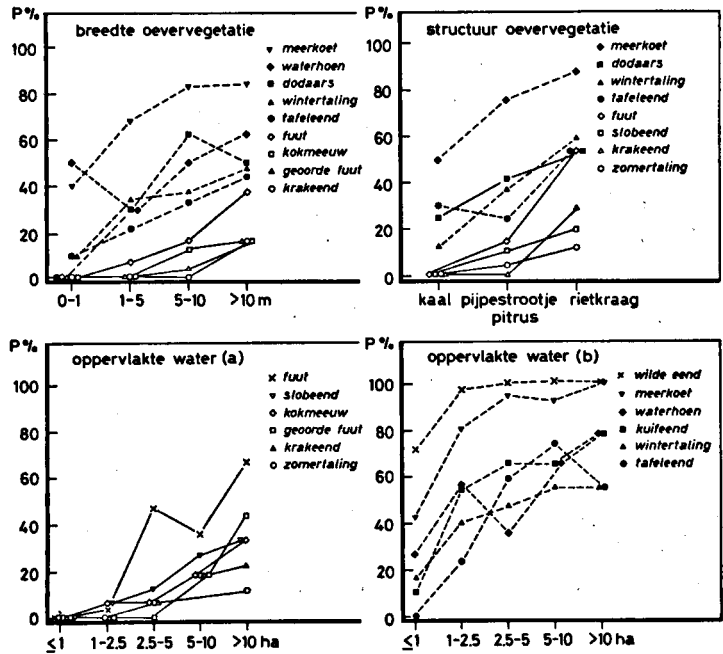 P%
breedte oevervegetatie
100
80
60
40
20
0
meerkoet
waterhoen
dodaars
wintertaling
tafeleend
fuut
kokmeeuw
geoorde fuut
krakeend
0-1 1-5 5-10 >10 m
P%
structuur oevervegetatie
100
80
60
40
20
0
meerkoet
dodaars
wintertaling
tafeleend
fuut
slobeend
krakeend
zomertaling
kaal pijpestrootje rietkraag
pitrus
P%
oppervlakte water (a)
100
80
60
40
20
0
fuut
slobeend
kokmeeuw
geoorde fuut
krakeend
zomertaling
≤1 1-2.5 2.5-5 5-10 >10 ha
P%
oppervlakte water (b)
100
80
60
40
20
0
wilde eend
meerkoet
waterhoen
kuifeend
wintertaling
tafeleend
≤1 1-2.5 2.5-5 5-10 >10 ha